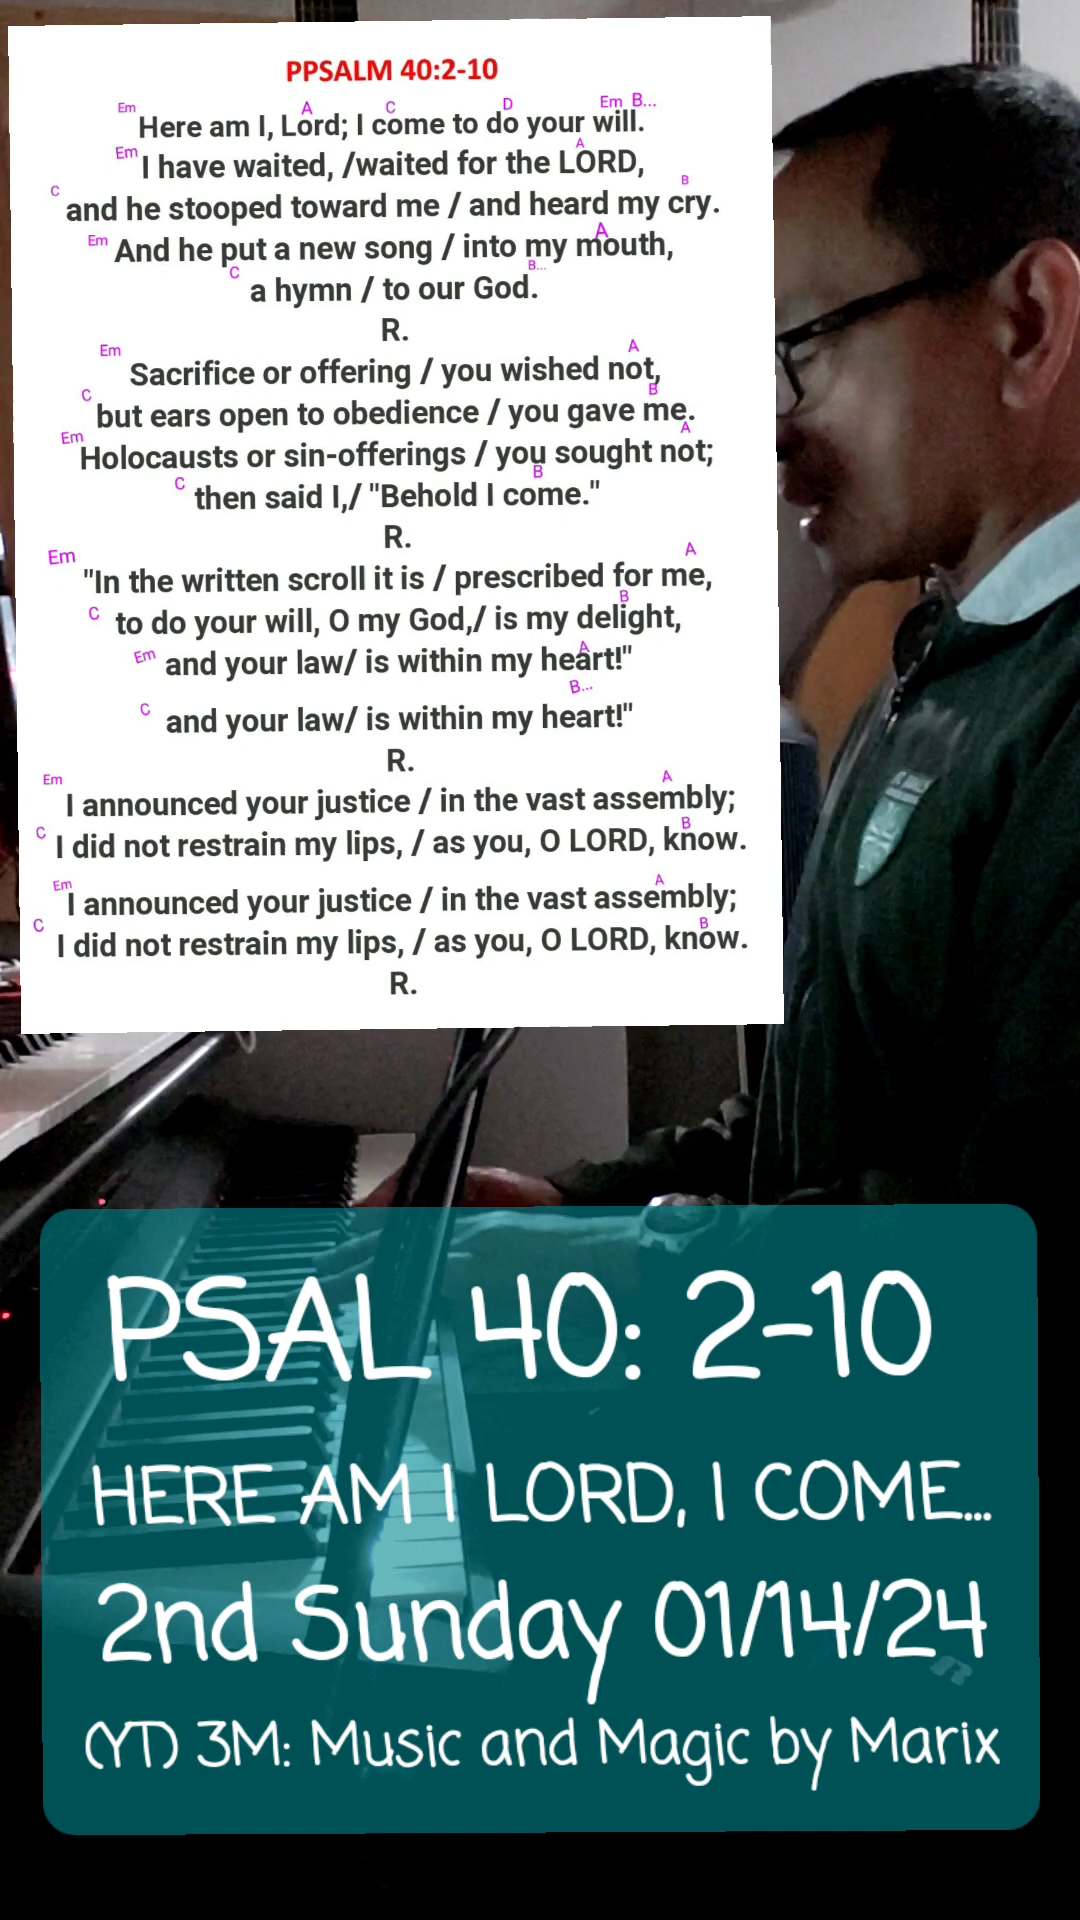 PPSALM 40:2-10
Em A C D Em B...
Here am I, Lord; I come to do your will.
Em A
I have waited, /waited for the LORD,
C B
and he stooped toward me / and heard my cry.
Em A
And he put a new song / into my mouth,
C B...
a hymn / to our God.
R.
Em A
Sacrifice or offering / you wished not,
C B
but ears open to obedience / you gave me.
Em A
Holocausts or sin-offerings / you sought not;
C B
then said I,/ "Behold I come."
R.
Em A
"In the written scroll it is / prescribed for me,
C B
to do your will, O my God,/ is my delight,
Em A
and your law/ is within my heart!"
C B...
and your law/ is within my heart!"
R.
Em A
I announced your justice / in the vast assembly;
C B
I did not restrain my lips, / as you, O LORD, know.
Em A
I announced your justice / in the vast assembly;
C B
I did not restrain my lips, / as you, O LORD, know.
R.
PSAL 40: 2-10
HERE AM I LORD, I COME...
2nd Sunday 01/14/24
(YT) 3M: Music and Magic by Marix